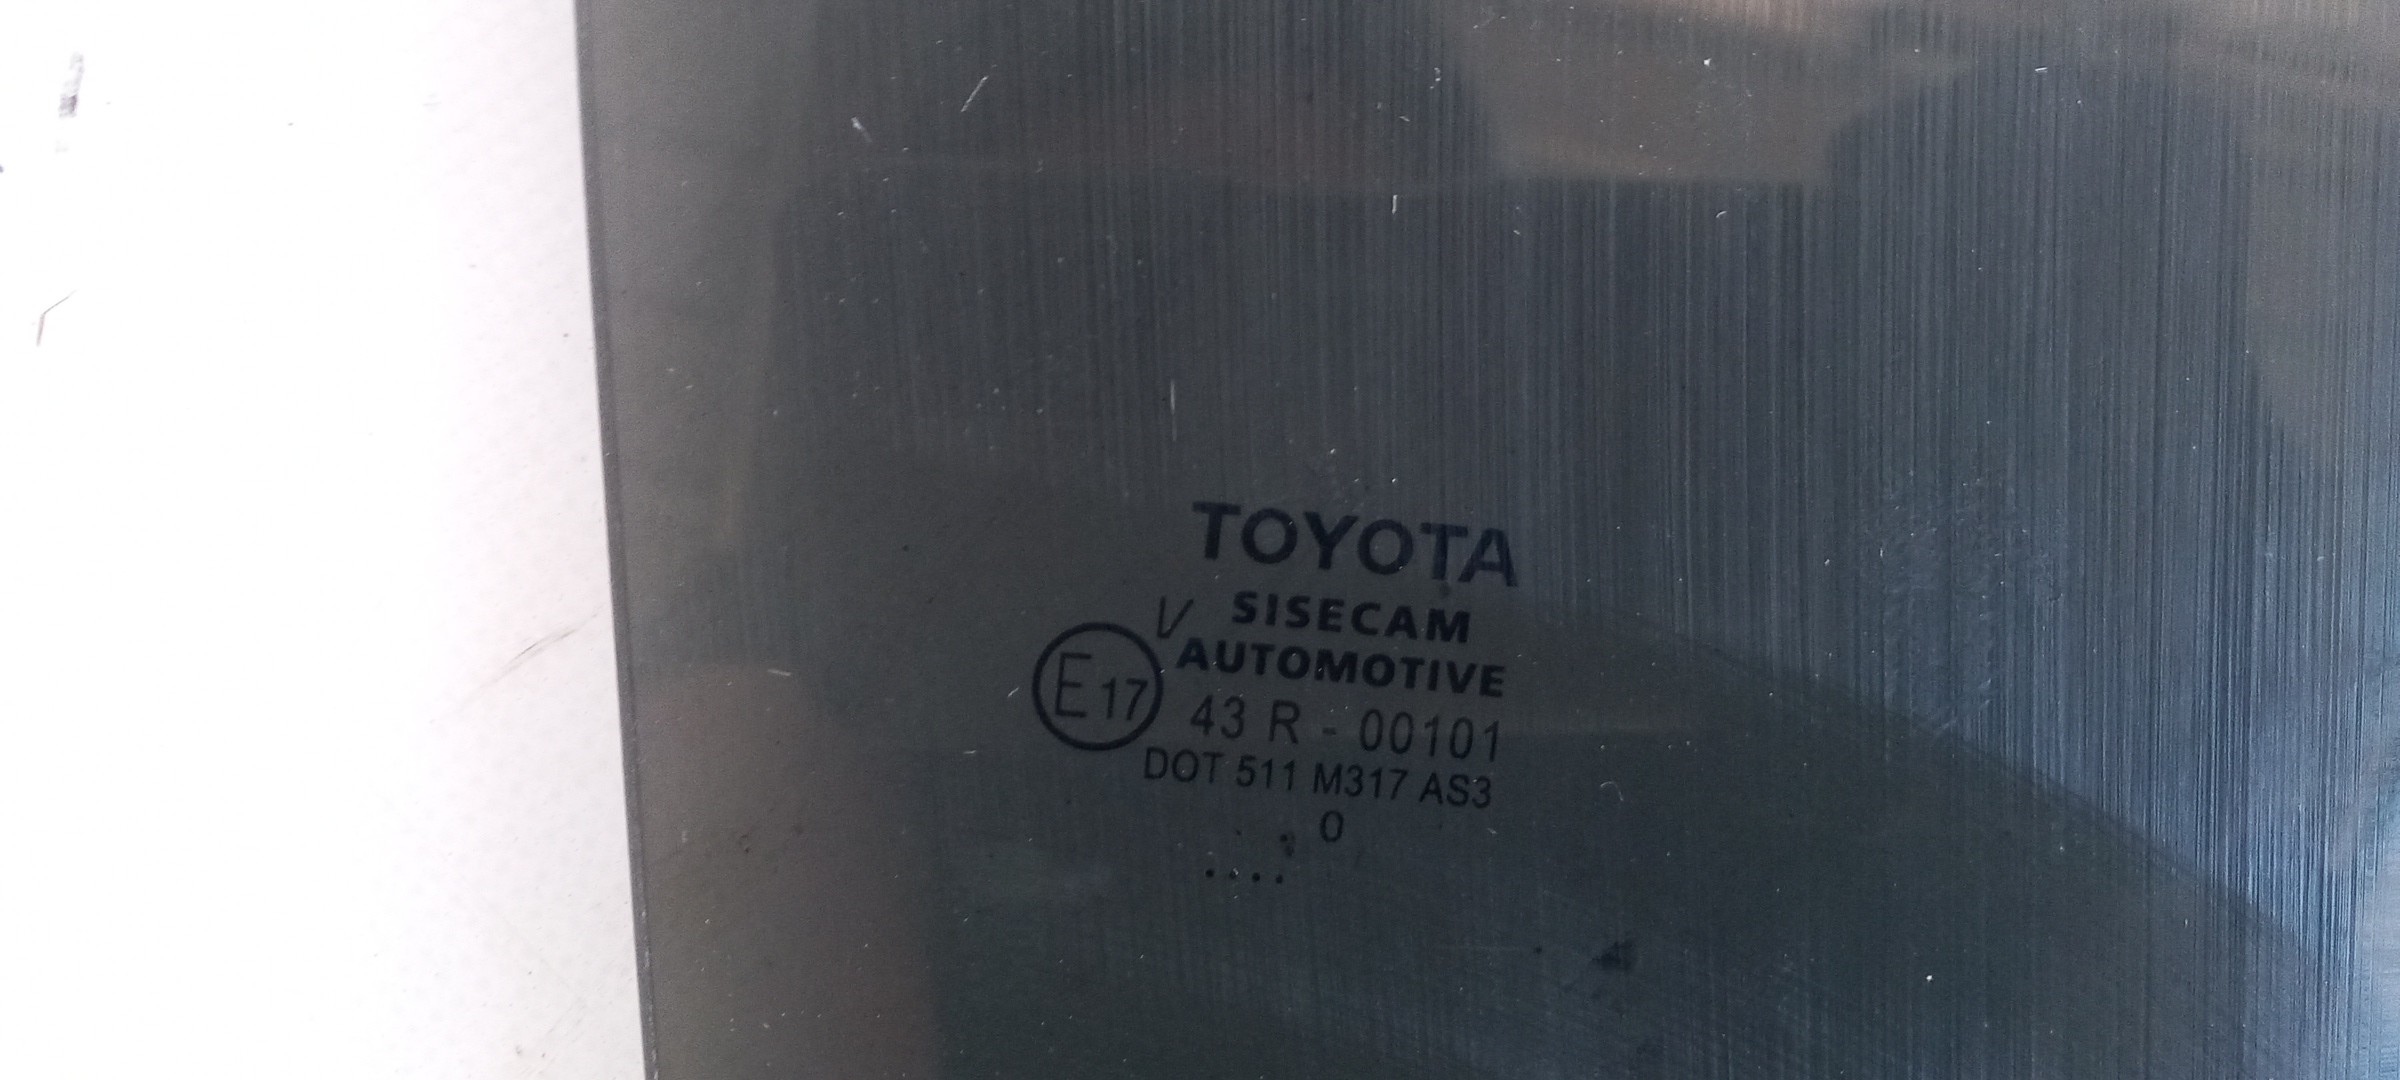 TOYOTA
V SISECAM
AUTOMOTIVE
E17 43 R - 00101
DOT 511 M317 AS3
0
....